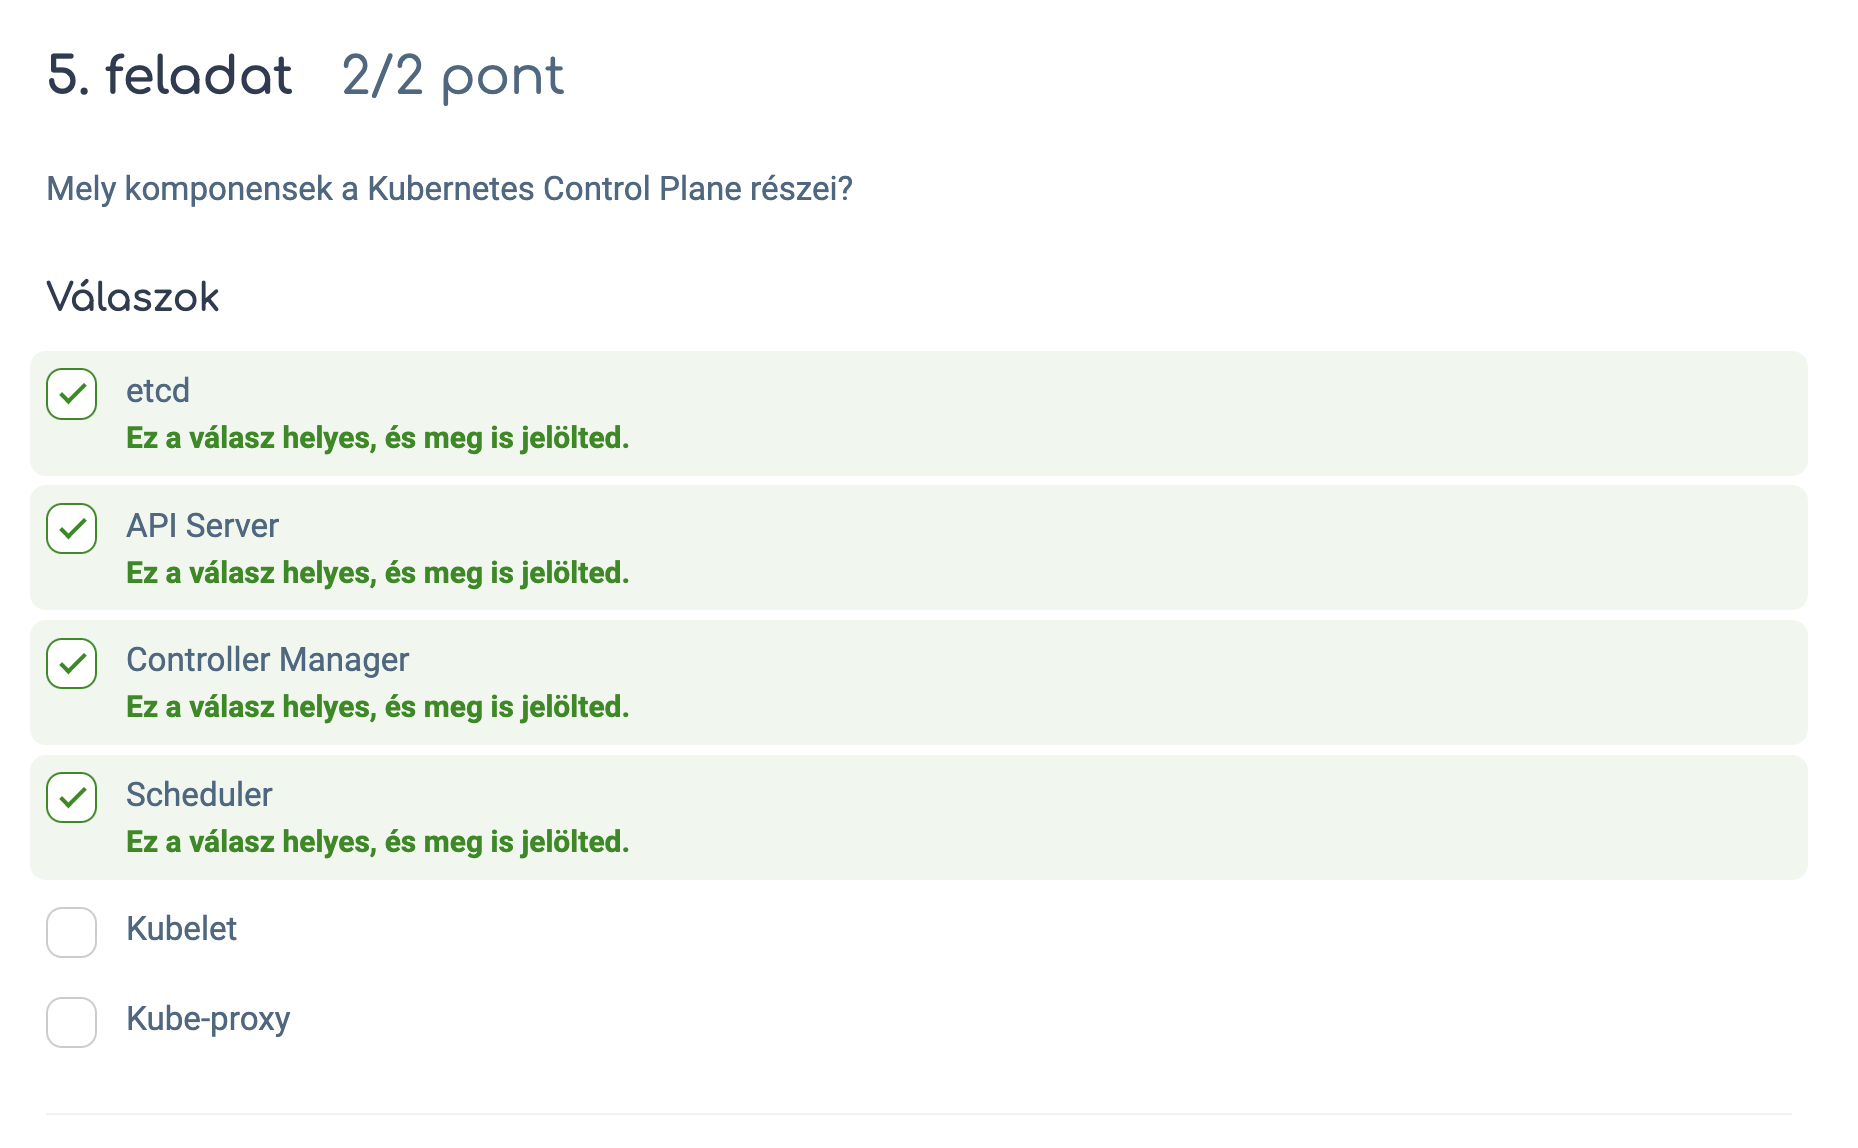 5. feladat 2/2 pont
Mely komponensek a Kubernetes Control Plane részei?
Válaszok
etcd
Ez a válasz helyes, és meg is jelölted.
API Server
Ez a válasz helyes, és meg is jelölted.
Controller Manager
Ez a válasz helyes, és meg is jelölted.
Scheduler
Ez a válasz helyes, és meg is jelölted.
Kubelet
Kube-proxy